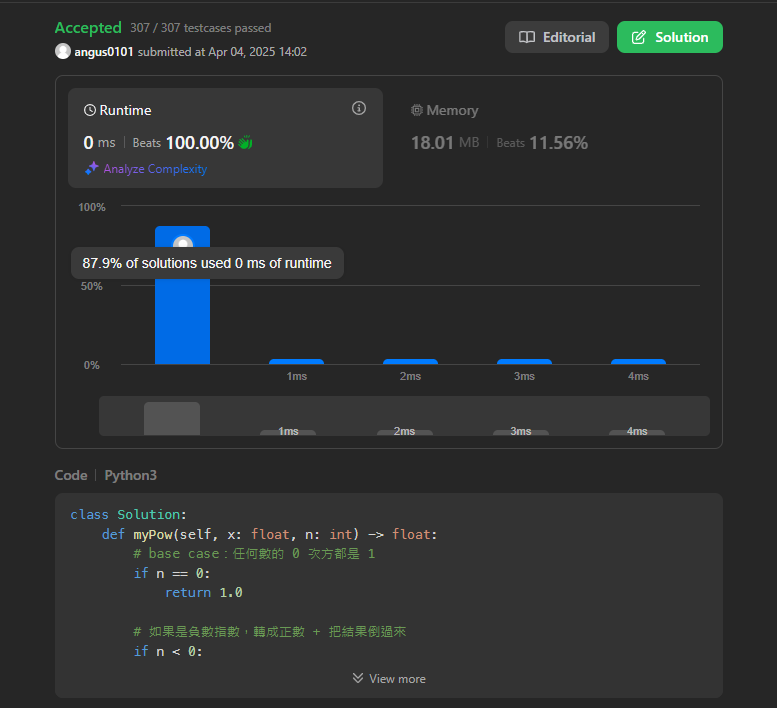 Accepted 307 / 307 testcases passed
angus0101 submitted at Apr 04, 2025 14:02
Editorial
Solution
Runtime
0 ms | Beats 100.00%
Analyze Complexity
Memory
18.01 MB | Beats 11.56%
100%
87.9% of solutions used 0 ms of runtime
50%
0%
1ms 2ms 3ms 4ms
1ms 2ms 3ms 4ms
Code | Python3
class Solution:
    def myPow(self, x: float, n: int) -> float:
        # base case：任何數的 0 次方都是 1
        if n == 0:
            return 1.0
        # 如果是負數指數，轉成正數 + 把結果倒過來
        if n < 0:
View more